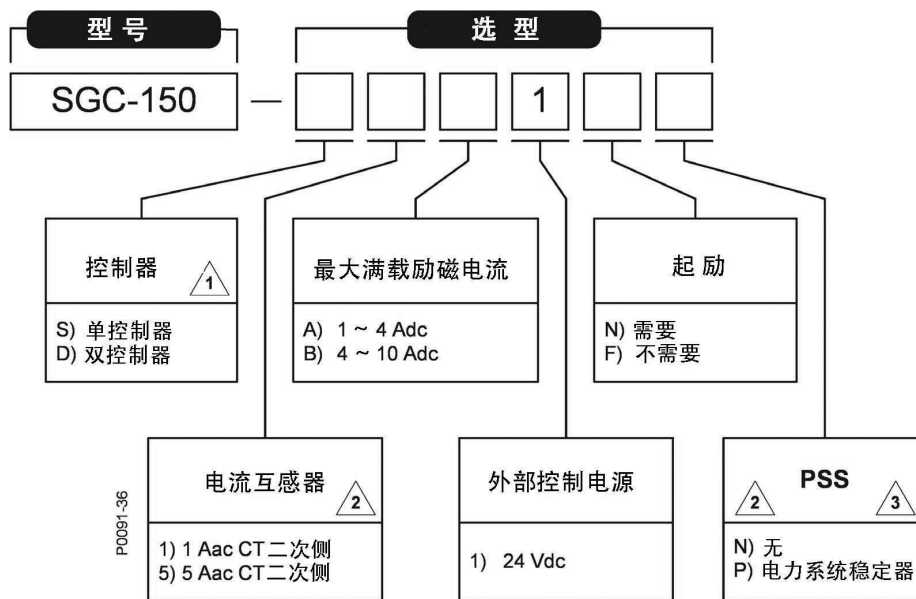 型号
选型
SGC-150
—
1
控制器
1
S) 单控制器
D) 双控制器
最大满载励磁电流
A) 1 ~ 4 Adc
B) 4 ~ 10 Adc
起励
N) 需要
F) 不需要
电流互感器
2
1) 1 Aac CT二次侧
5) 5 Aac CT二次侧
外部控制电源
1) 24 Vdc
PSS
2
3
N) 无
P) 电力系统稳定器
P0091-36